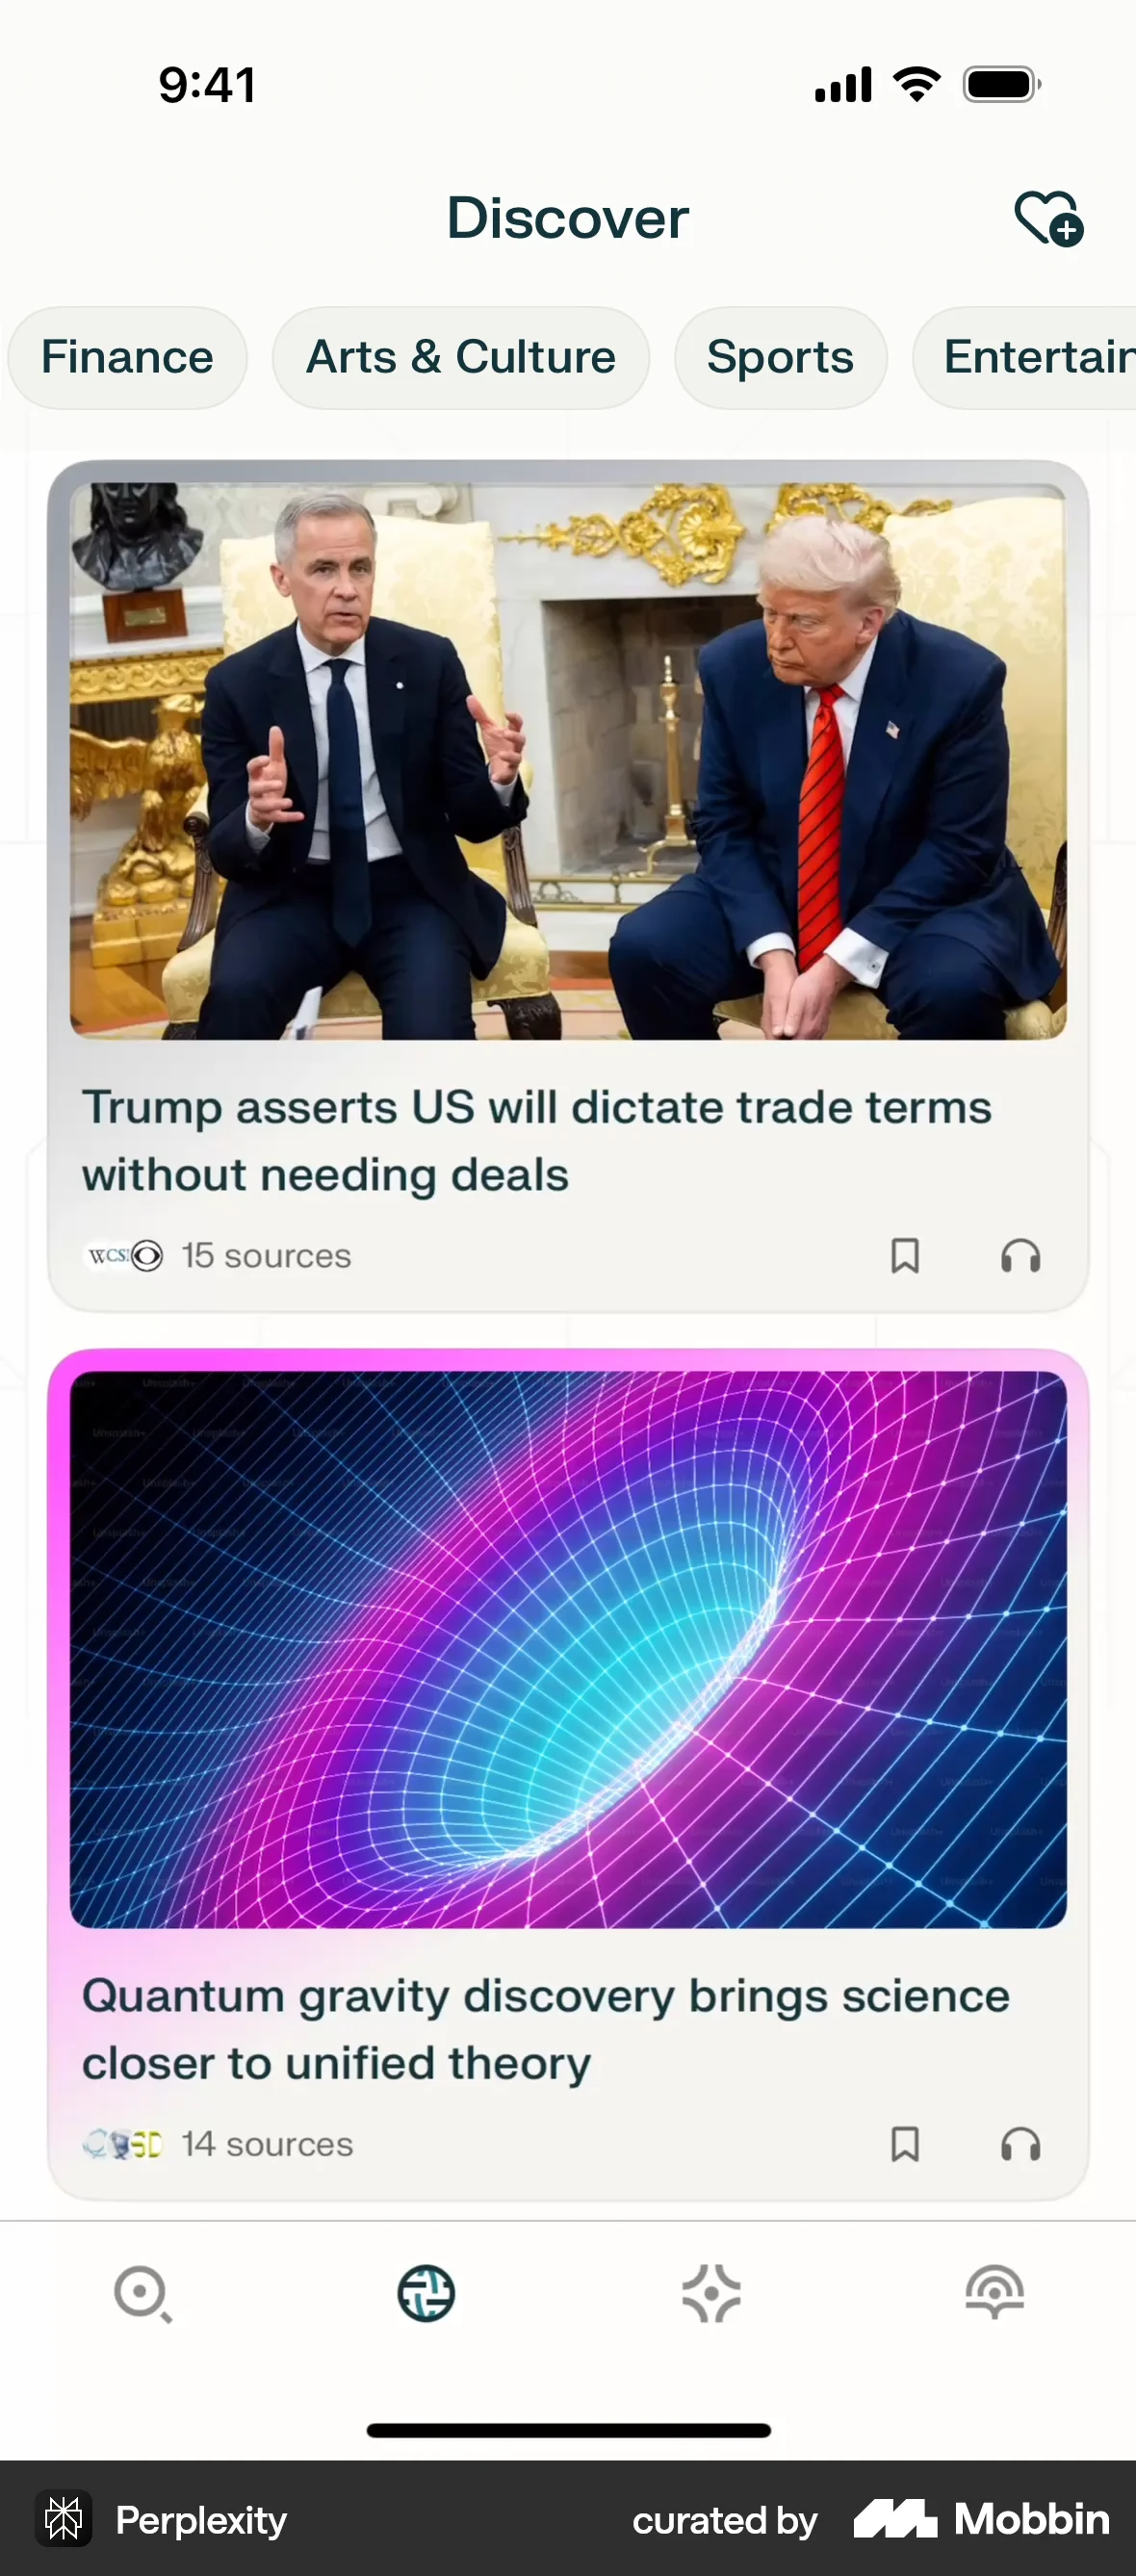 9:41
Discover
Finance
Arts & Culture
Sports
Entertain
Trump asserts US will dictate trade terms
without needing deals
15 sources
Quantum gravity discovery brings science
closer to unified theory
14 sources
Perplexity
curated by
Mobbin